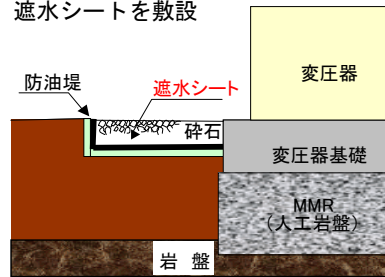 遮水シートを敷設
変圧器
防油堤
遮水シート
砕石
変圧器基礎
MMR
(人工岩盤)
岩 盤